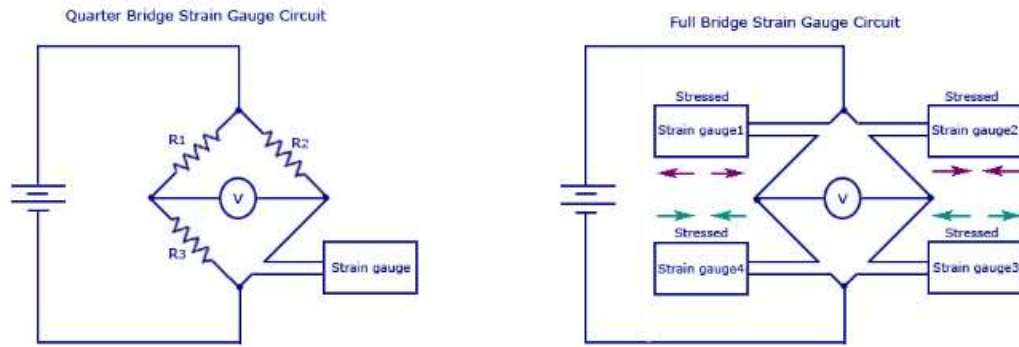 Quarter Bridge Strain Gauge Circuit
R1
R2
V
R3
Strain gauge
Full Bridge Strain Gauge Circuit
Stressed
Stressed
Strain gauge1
Strain gauge2
V
Stressed
Stressed
Strain gauge4
Strain gauge3